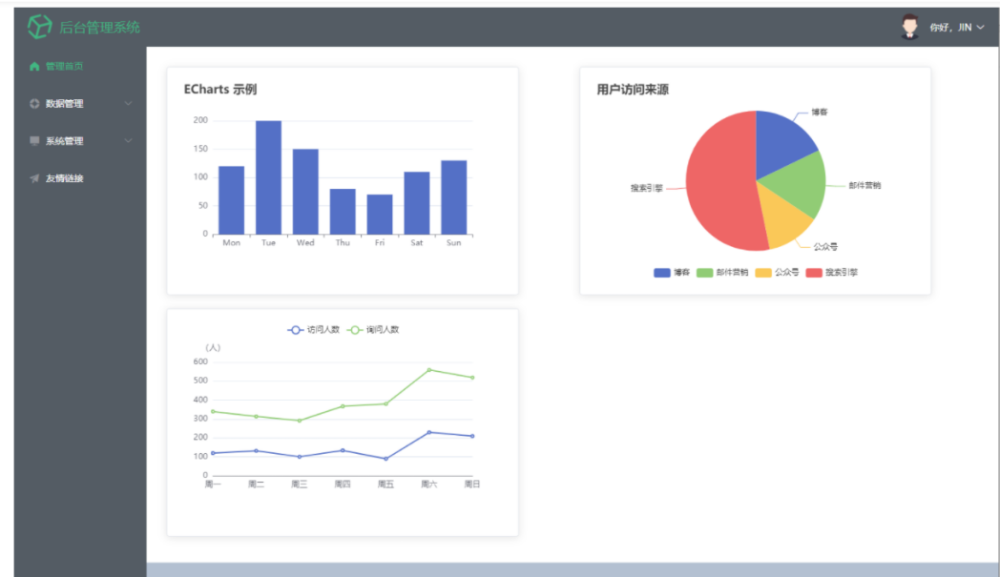 后台管理系统
你好，JIN
管理首页
数据管理
系统管理
友情链接
ECharts 示例
200
150
100
50
0
Mon Tue Wed Thu Fri Sat Sun
用户访问来源
博客
邮件营销
搜索引擎
公众号
博客 邮件营销 公众号 搜索引擎
访问人数 询问人数
(人)
600
500
400
300
200
100
0
周一 周二 周三 周四 周五 周六 周日